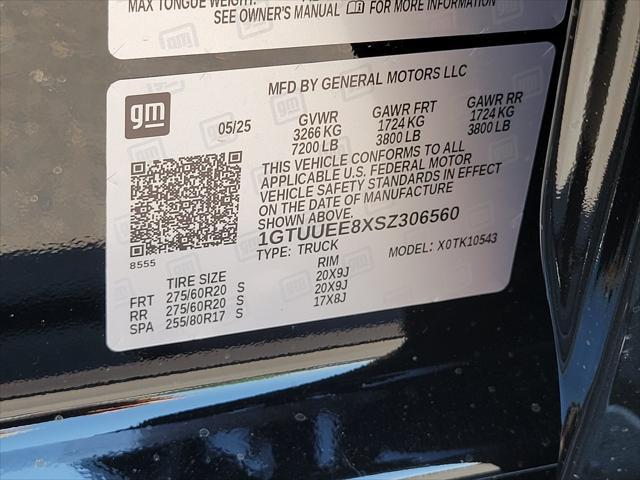 MAX TONGUE WEIGHT:
SEE OWNER'S MANUAL FOR MORE INFORMATION
MFD BY GENERAL MOTORS LLC
gm
05/25 GVWR GAWR FRT GAWR RR
3266 KG 1724 KG 1724 KG
7200 LB 3800 LB 3800 LB
THIS VEHICLE CONFORMS TO ALL
APPLICABLE U.S. FEDERAL MOTOR
VEHICLE SAFETY STANDARDS IN EFFECT
ON THE DATE OF MANUFACTURE
SHOWN ABOVE.
1GTUUEE8XSZ306560
8555
TYPE: TRUCK MODEL: X0TK10543
TIRE SIZE RIM
FRT 275/60R20 S 20X9J
RR 275/60R20 S 20X9J
SPA 255/80R17 S 17X8J